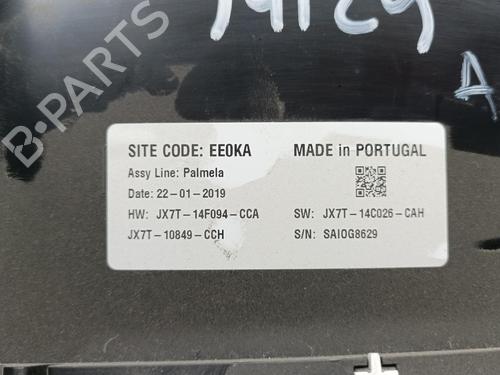 A
B-PARTS
SITE CODE: EE0KA MADE in PORTUGAL
Assy Line: Palmela
Date: 22-01-2019
HW: JX7T-14F094-CCA SW: JX7T-14C026-CAH
JX7T-10849-CCH S/N: SAI0G8629